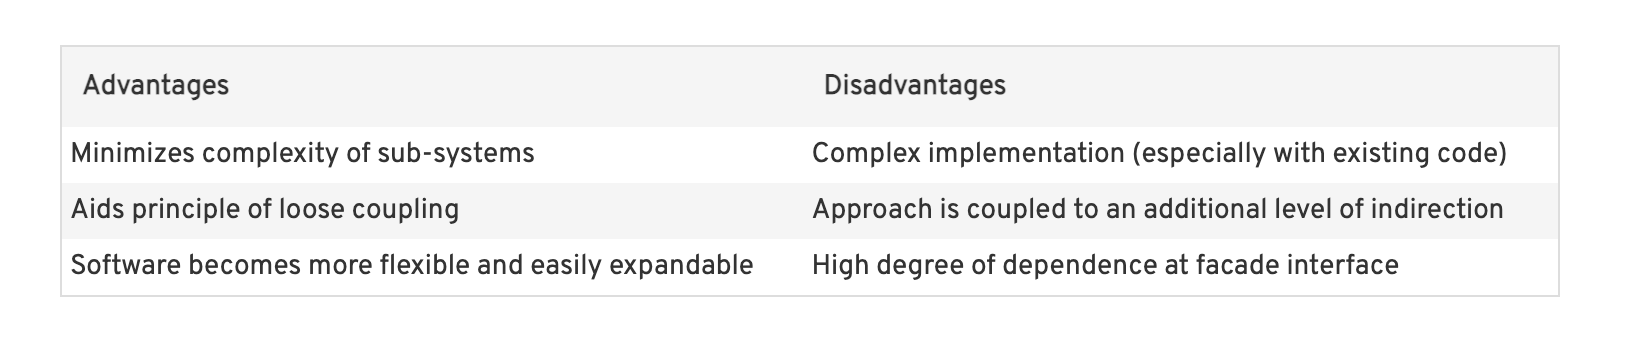 Advantages Disadvantages
Minimizes complexity of sub-systems Complex implementation (especially with existing code)
Aids principle of loose coupling Approach is coupled to an additional level of indirection
Software becomes more flexible and easily expandable High degree of dependence at facade interface